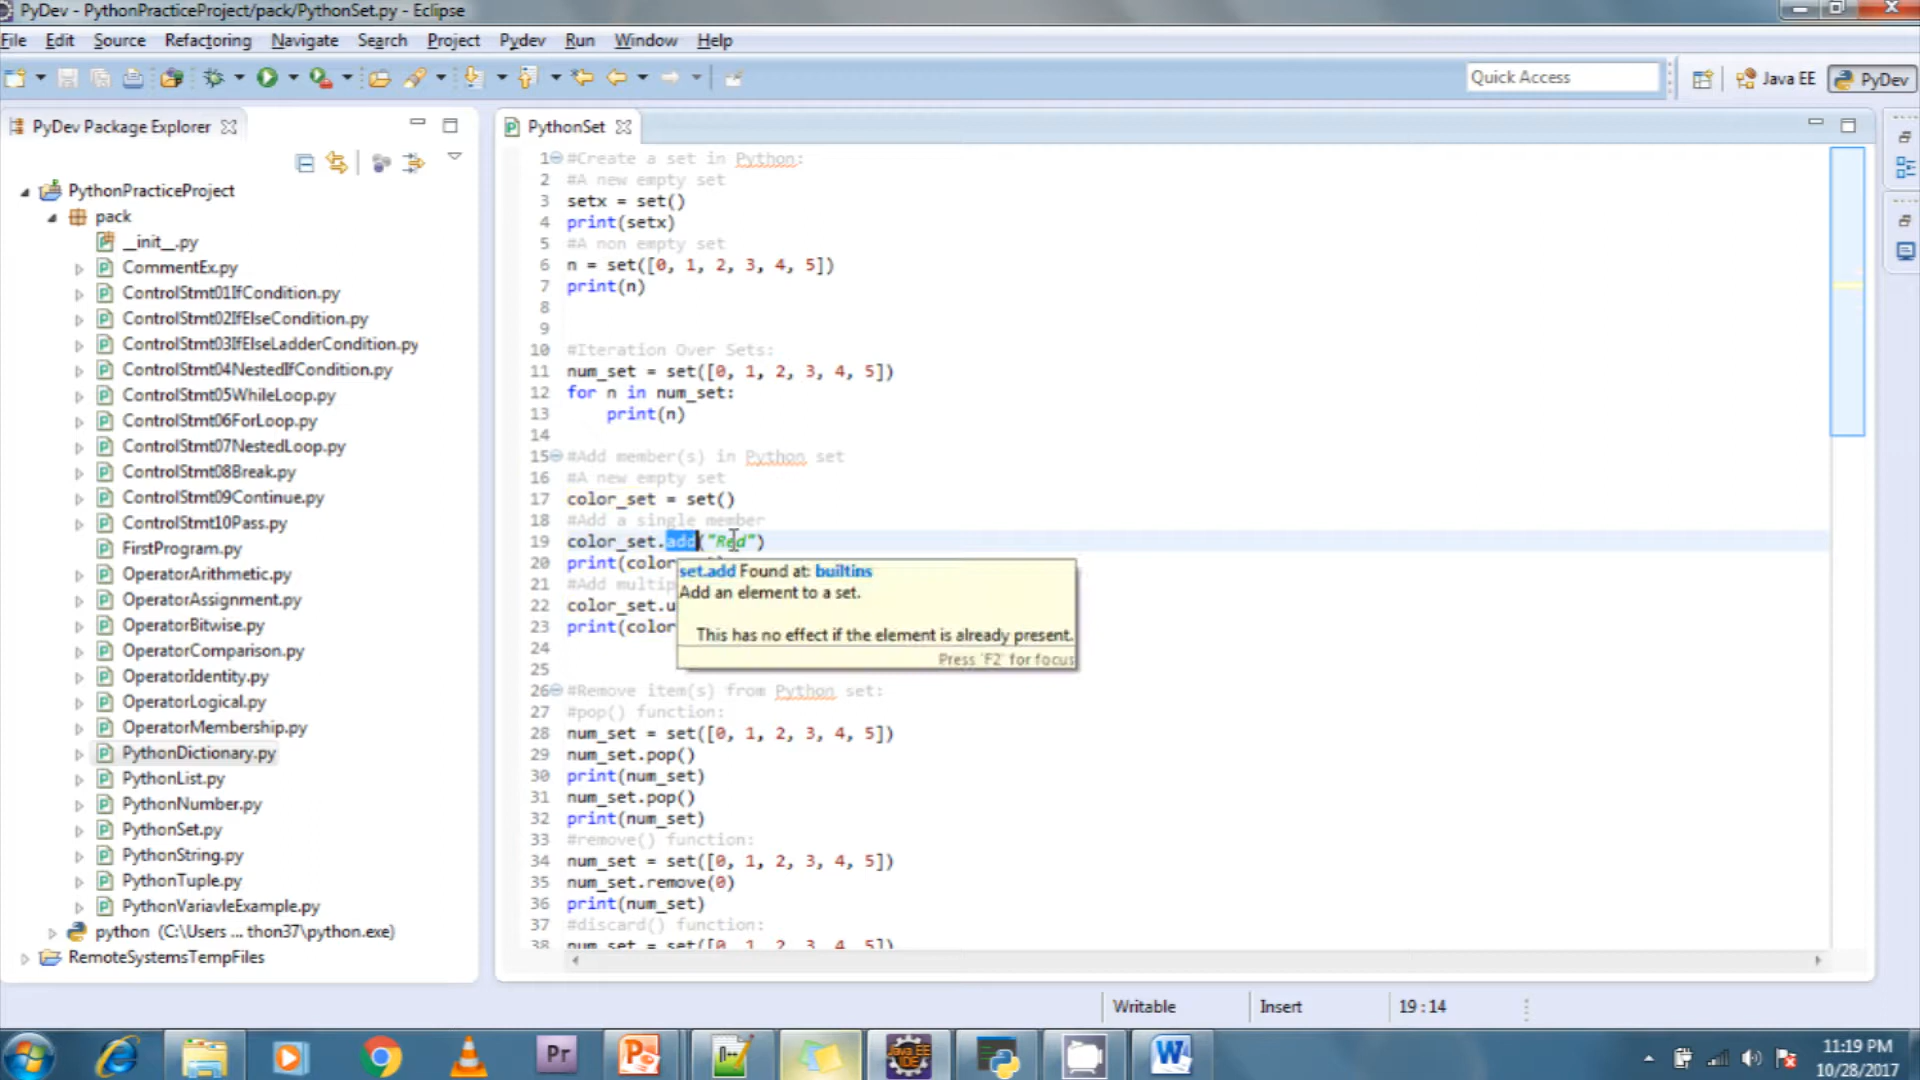 PyDev - PythonPracticeProject/pack/PythonSet.py - Eclipse
File Edit Source Refactoring Navigate Search Project Pydev Run Window Help
Quick Access
Java EE
PyDev
PyDev Package Explorer
PythonPracticeProject
pack
__init__.py
CommentEx.py
ControlStmt01IfCondition.py
ControlStmt02IfElseCondition.py
ControlStmt03IfElseLadderCondition.py
ControlStmt04NestedIfCondition.py
ControlStmt05WhileLoop.py
ControlStmt06ForLoop.py
ControlStmt07NestedLoop.py
ControlStmt08Break.py
ControlStmt09Continue.py
ControlStmt10Pass.py
FirstProgram.py
OperatorArithmetic.py
OperatorAssignment.py
OperatorBitwise.py
OperatorComparison.py
OperatorIdentity.py
OperatorLogical.py
OperatorMembership.py
PythonDictionary.py
PythonList.py
PythonNumber.py
PythonSet.py
PythonString.py
PythonTuple.py
PythonVariavleExample.py
python (C:\Users ... thon37\python.exe)
RemoteSystemsTempFiles
PythonSet
1 #Create a set in Python:
2 #A new empty set
3 setx = set()
4 print(setx)
5 #A non empty set
6 n = set([0, 1, 2, 3, 4, 5])
7 print(n)
8
9
10 #Iteration Over Sets:
11 num_set = set([0, 1, 2, 3, 4, 5])
12 for n in num_set:
13 print(n)
14
15 #Add member(s) in Python set
16 #A new empty set
17 color_set = set()
18 #Add a single member
19 color_set.add("Red")
20 print(color
21 #Add multip
22 color_set.u
23 print(color
24
25
set.add Found at: builtins
Add an element to a set.
This has no effect if the element is already present.
Press 'F2' for focus
26 #Remove item(s) from Python set:
27 #pop() function:
28 num_set = set([0, 1, 2, 3, 4, 5])
29 num_set.pop()
30 print(num_set)
31 num_set.pop()
32 print(num_set)
33 #remove() function:
34 num_set = set([0, 1, 2, 3, 4, 5])
35 num_set.remove(0)
36 print(num_set)
37 #discard() function:
38 num_set = set([0, 1, 2, 3, 4, 5])
Writable
Insert
19 : 14
Pr
Java EE
IDE
11:19 PM
10/28/2017